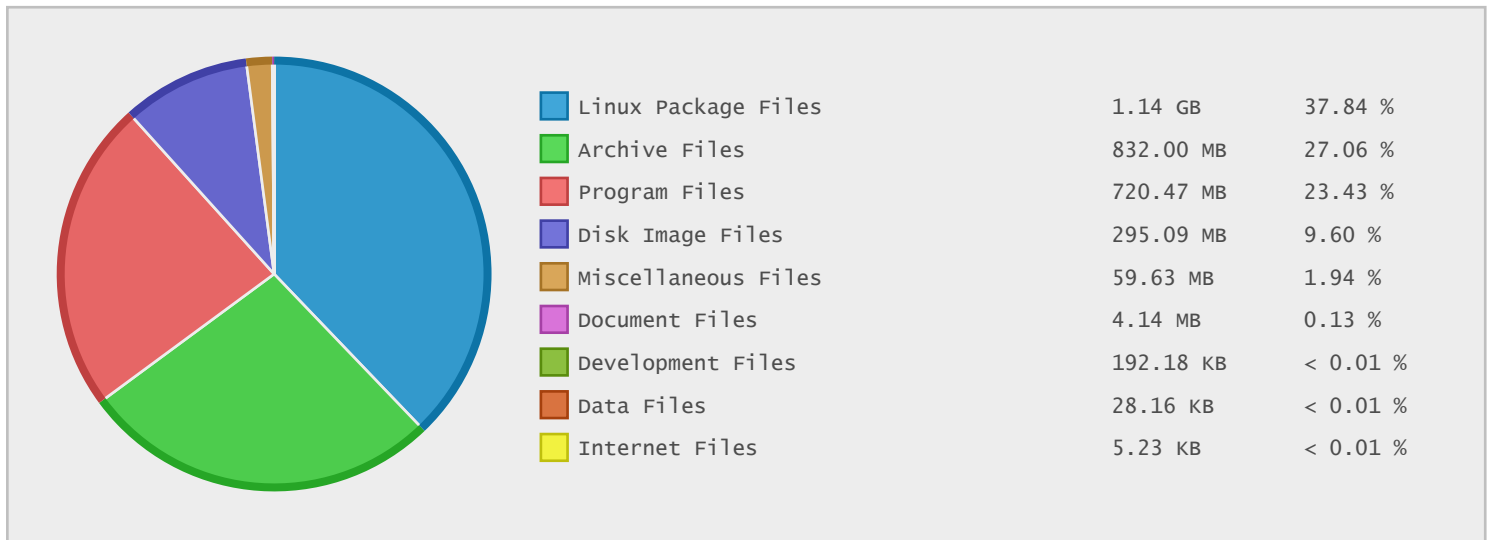 Linux Package Files 1.14 GB 37.84 %
Archive Files 832.00 MB 27.06 %
Program Files 720.47 MB 23.43 %
Disk Image Files 295.09 MB 9.60 %
Miscellaneous Files 59.63 MB 1.94 %
Document Files 4.14 MB 0.13 %
Development Files 192.18 KB < 0.01 %
Data Files 28.16 KB < 0.01 %
Internet Files 5.23 KB < 0.01 %